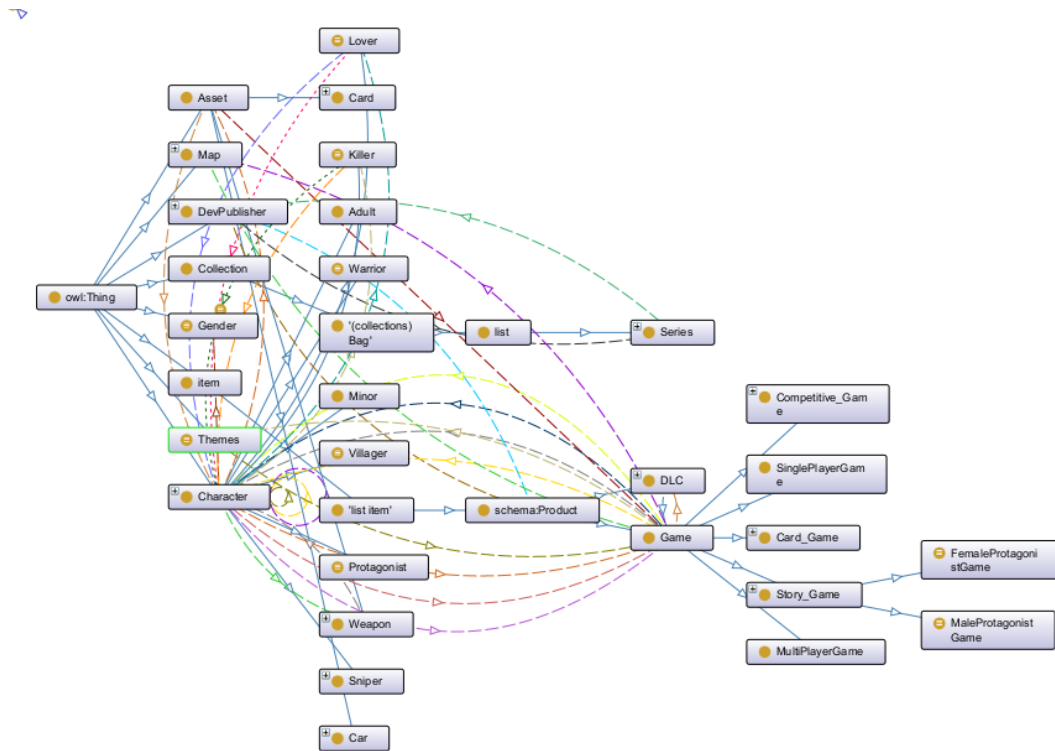 Lover
Asset
Card
Map
Killer
DevPublisher
Adult
Collection
Warrior
owl:Thing
Gender
'(collections)
Bag'
list
Series
item
Minor
Competitive_Gam
e
Themes
Villager
SinglePlayerGam
e
DLC
Character
'list item'
schema:Product
Game
Card_Game
FemaleProtagoni
stGame
Protagonist
Story_Game
Weapon
MaleProtagonist
Game
MultiPlayerGame
Sniper
Car